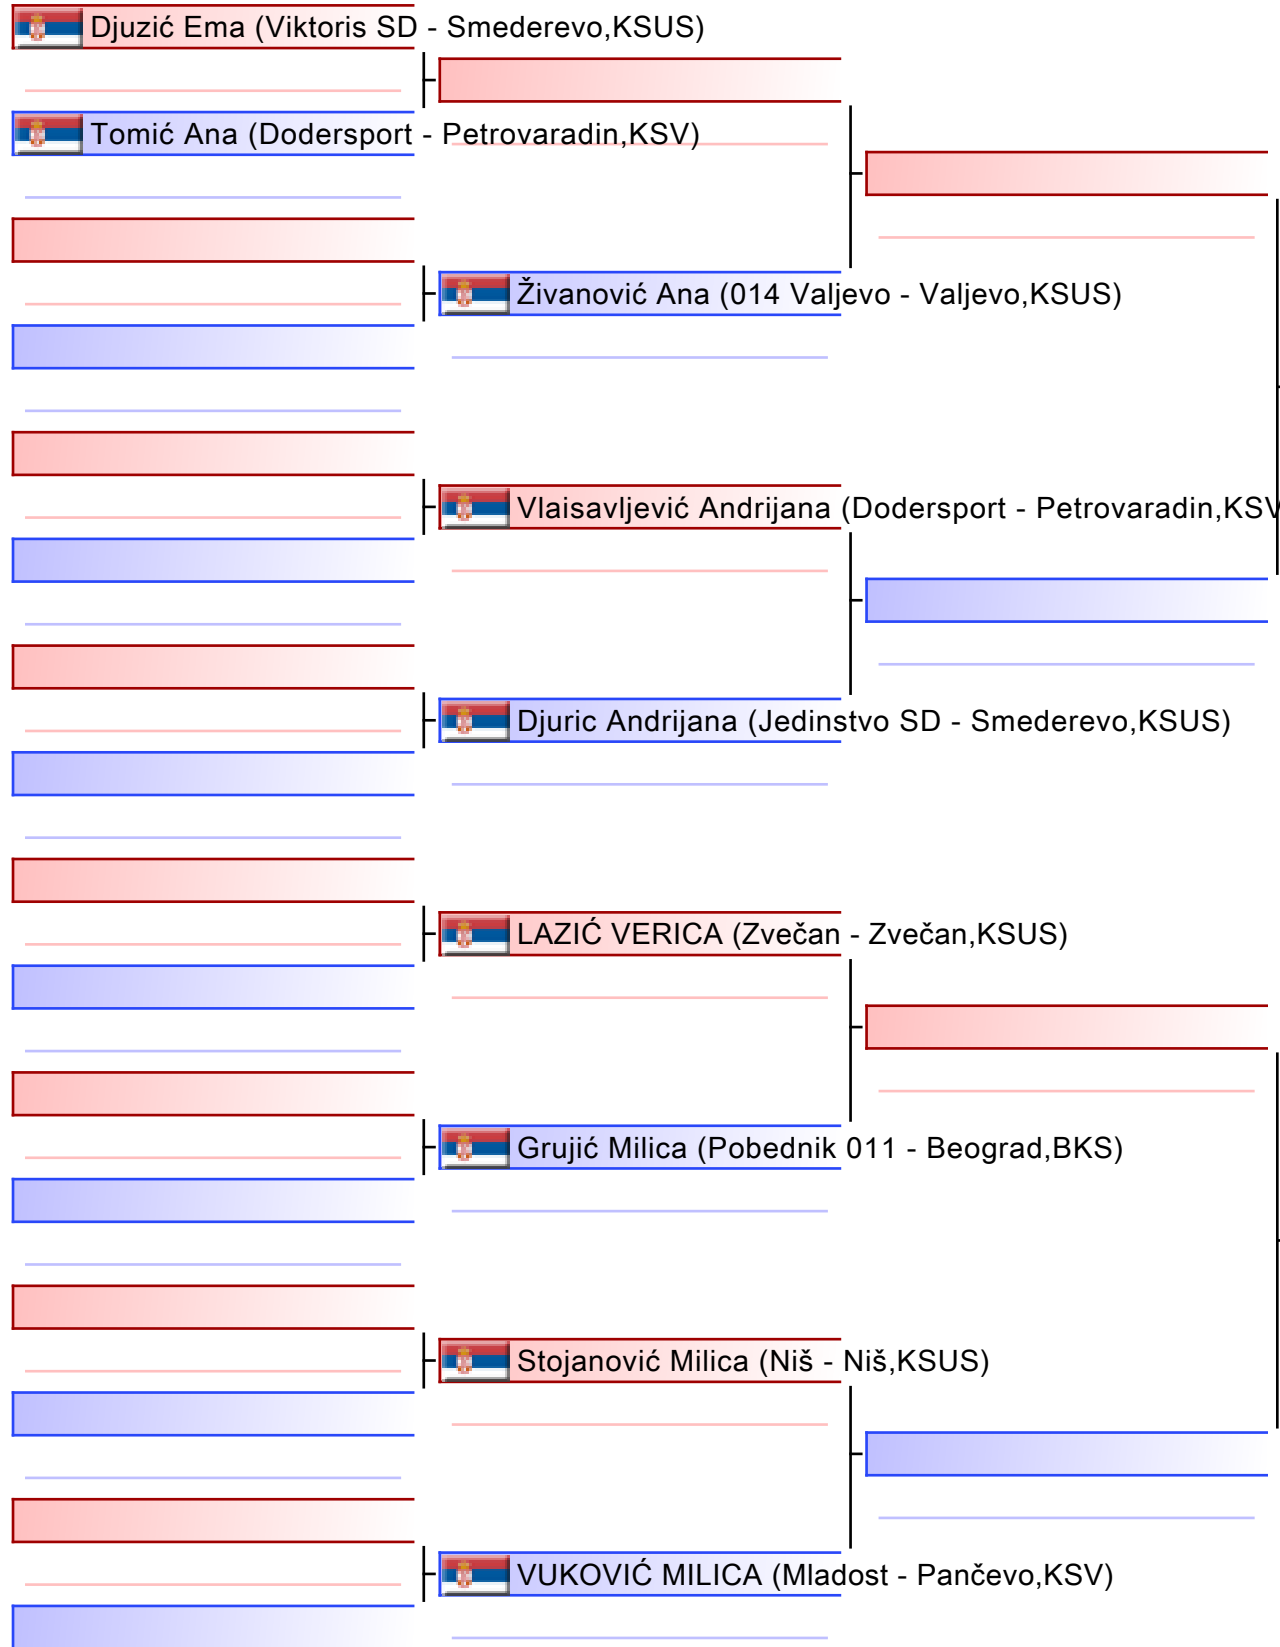 Djuzić Ema (Viktoris SD - Smederevo,KSUS)
Tomić Ana (Dodersport - Petrovaradin,KSV)
Živanović Ana (014 Valjevo - Valjevo,KSUS)
Vlaisavljević Andrijana (Dodersport - Petrovaradin,KSV
Djuric Andrijana (Jedinstvo SD - Smederevo,KSUS)
LAZIĆ VERICA (Zvečan - Zvečan,KSUS)
Grujić Milica (Pobednik 011 - Beograd,BKS)
Stojanović Milica (Niš - Niš,KSUS)
VUKOVIĆ MILICA (Mladost - Pančevo,KSV)